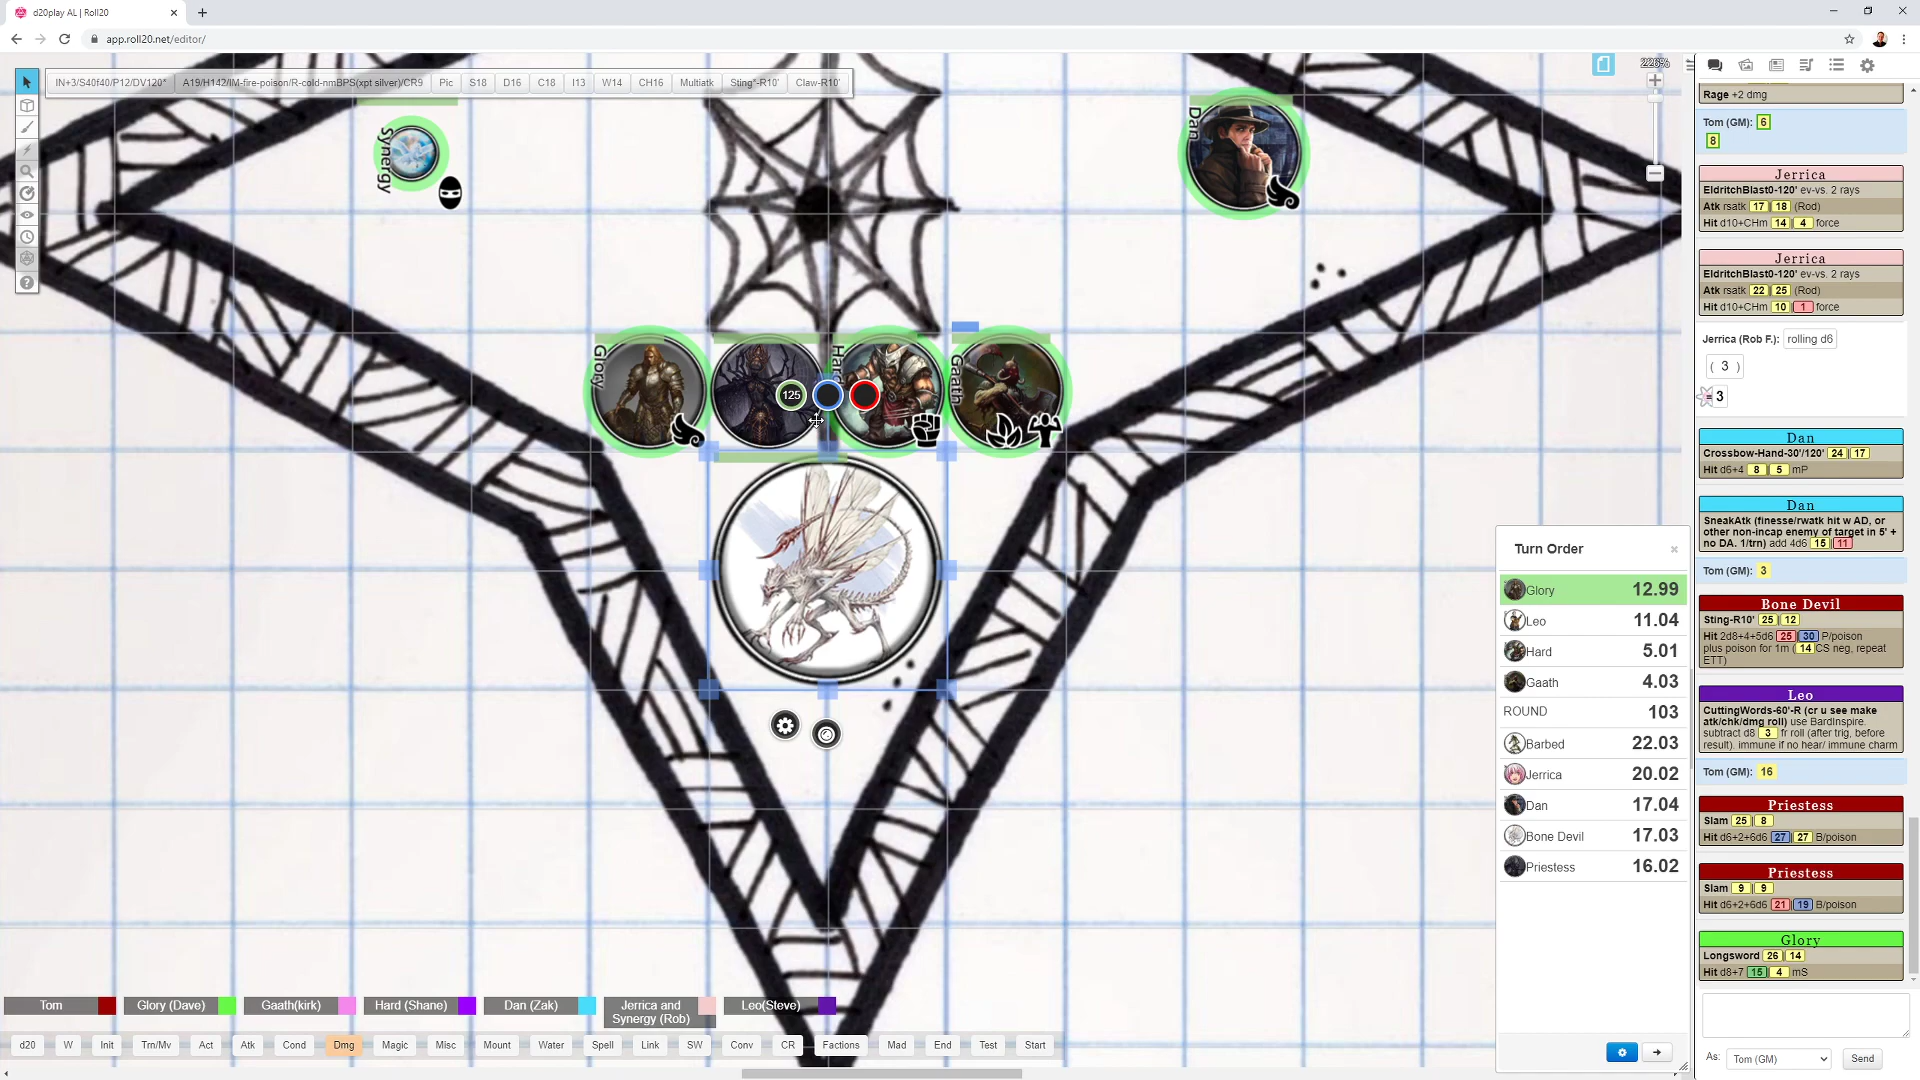 d20play AL | Roll20
app.roll20.net/editor/
IN+3/S40f40/P12/DV120*
A19/H142/IM-fire-poison/R-cold-nmBPS(xpt silver)/CR9
Pic
S18
D16
C18
I13
W14
CH16
Multiatk
Sting*-R10'
Claw-R10'
Synergy
Dan
Glory
Gaath
125
Turn Order
Glory 12.99
Leo 11.04
Hard 5.01
Gaath 4.03
ROUND 103
Barbed 22.03
Jerrica 20.02
Dan 17.04
Bone Devil 17.03
Priestess 16.02
Rage +2 dmg
Tom (GM): 6
8
Jerrica
EldritchBlast0-120' ev-vs. 2 rays
Atk rsatk 17 | 18 (Rod)
Hit d10+CHm 14 | 4 force
Jerrica
EldritchBlast0-120' ev-vs. 2 rays
Atk rsatk 22 | 25 (Rod)
Hit d10+CHm 10 | 1 force
Jerrica (Rob F.): rolling d6
( 3 )
= 3
Dan
Crossbow-Hand-30'/120' 24 | 17
Hit d6+4 8 | 5 mP
Dan
SneakAtk (finesse/rwatk hit w AD, or
other non-incap enemy of target in 5' +
no DA. 1/trn) add 4d6 15 | 11
Tom (GM): 3
Bone Devil
Sting-R10' 25 | 12
Hit 2d8+4+5d6 25 | 30 P/poison
plus poison for 1m ( 14 CS neg, repeat
ETT)
Leo
CuttingWords-60'-R (cr u see make
atk/chk/dmg roll) use BardInspire.
subtract d8 3 fr roll (after trig, before
result). immune if no hear/ immune charm
Tom (GM): 16
Priestess
Slam 25 | 8
Hit d6+2+6d6 27 | 27 B/poison
Priestess
Slam 9 | 9
Hit d6+2+6d6 21 | 19 B/poison
Glory
Longsword 26 | 14
Hit d8+7 15 | 4 mS
As: Tom (GM)
Send
Tom
Glory (Dave)
Gaath(kirk)
Hard (Shane)
Dan (Zak)
Jerrica and
Synergy (Rob)
Leo(Steve)
d20
W
Init
Trn/Mv
Act
Atk
Cond
Dmg
Magic
Misc
Mount
Water
Spell
Link
SW
Conv
CR
Factions
Mad
End
Test
Start